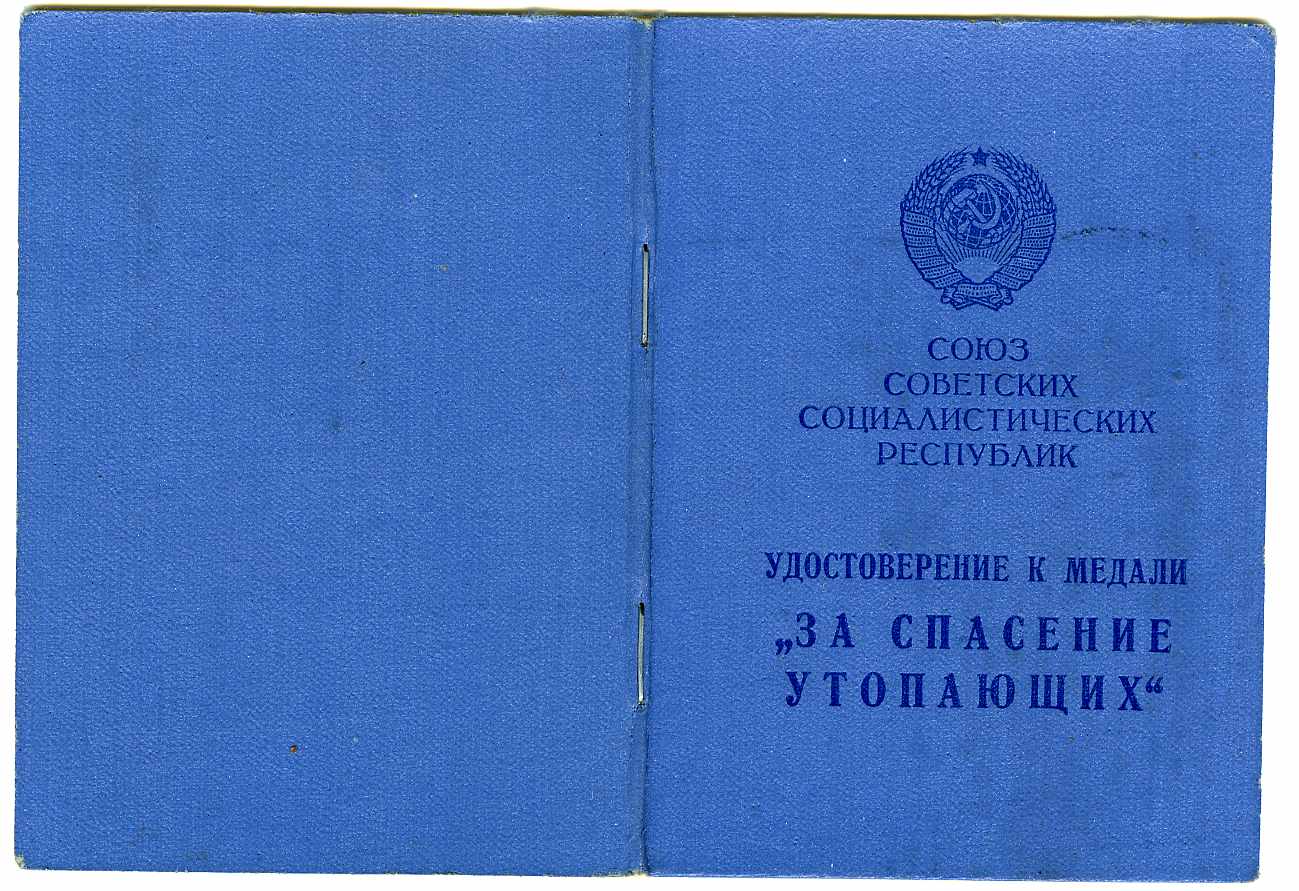 СОЮЗ
СОВЕТСКИХ
СОЦИАЛИСТИЧЕСКИХ
РЕСПУБЛИК
УДОСТОВЕРЕНИЕ К МЕДАЛИ
„ЗА СПАСЕНИЕ
УТОПАЮЩИХ“